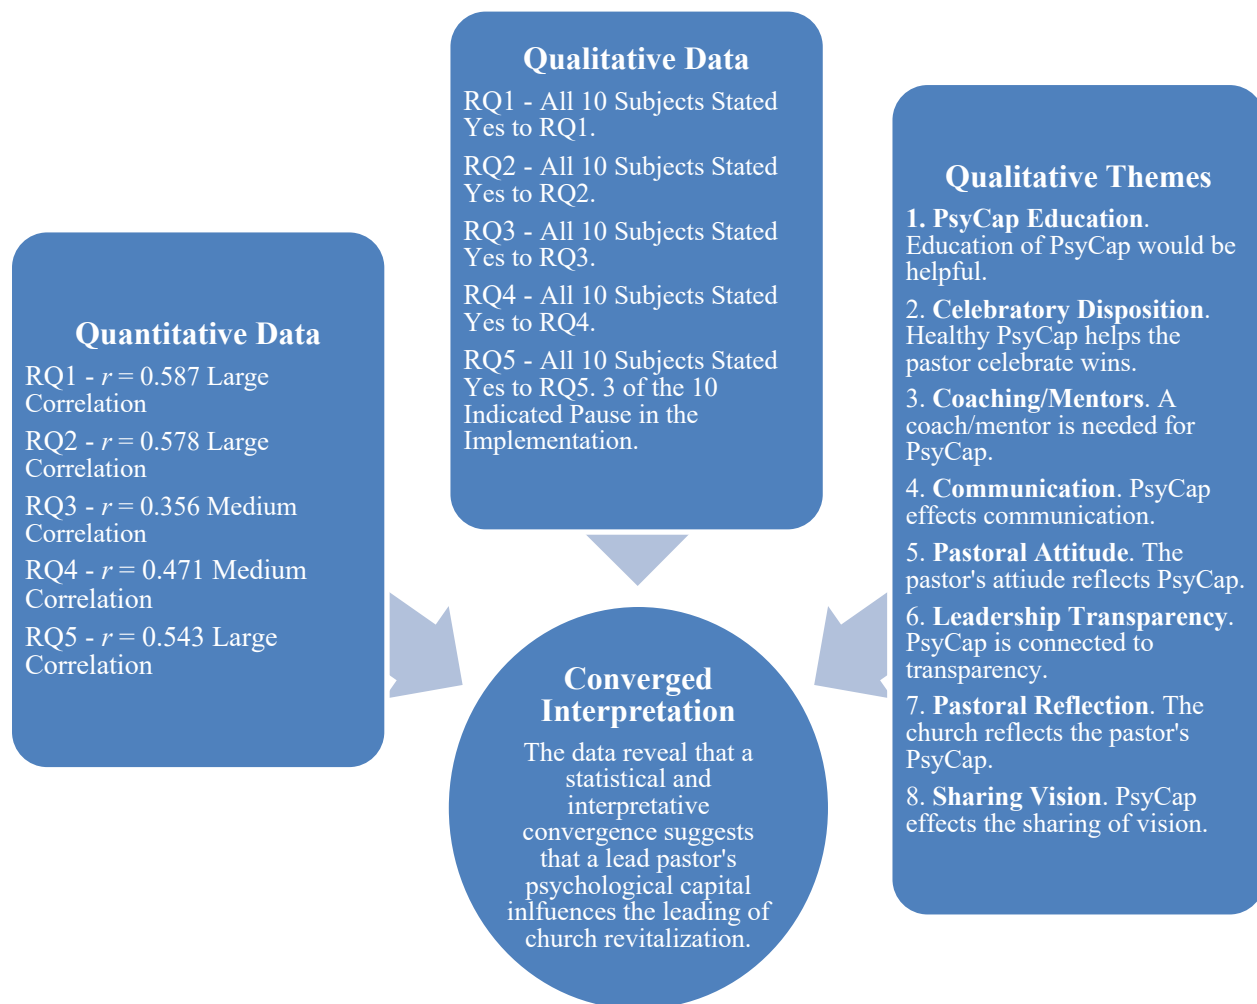 Quantitative Data
RQ1 - r = 0.587 Large
Correlation
RQ2 - r = 0.578 Large
Correlation
RQ3 - r = 0.356 Medium
Correlation
RQ4 - r = 0.471 Medium
Correlation
RQ5 - r = 0.543 Large
Correlation
Qualitative Data
RQ1 - All 10 Subjects Stated
Yes to RQ1.
RQ2 - All 10 Subjects Stated
Yes to RQ2.
RQ3 - All 10 Subjects Stated
Yes to RQ3.
RQ4 - All 10 Subjects Stated
Yes to RQ4.
RQ5 - All 10 Subjects Stated
Yes to RQ5. 3 of the 10
Indicated Pause in the
Implementation.
Qualitative Themes
1. PsyCap Education.
Education of PsyCap would be
helpful.
2. Celebratory Disposition.
Healthy PsyCap helps the
pastor celebrate wins.
3. Coaching/Mentors. A
coach/mentor is needed for
PsyCap.
4. Communication. PsyCap
effects communication.
5. Pastoral Attitude. The
pastor's attiude reflects PsyCap.
6. Leadership Transparency.
PsyCap is connected to
transparency.
7. Pastoral Reflection. The
church reflects the pastor's
PsyCap.
8. Sharing Vision. PsyCap
effects the sharing of vision.
Converged
Interpretation
The data reveal that a
statistical and
interpretative
convergence suggests
that a lead pastor's
psychological capital
inlfuences the leading of
church revitalization.